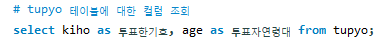 # tupyo 테이블에 대한 컬럼 조회
select kiho as 투표한기호, age as 투표자연령대 from tupyo;